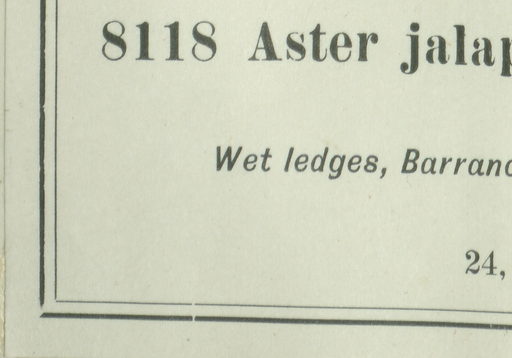 8118 Aster jalap
Wet ledges, Barranc
24,